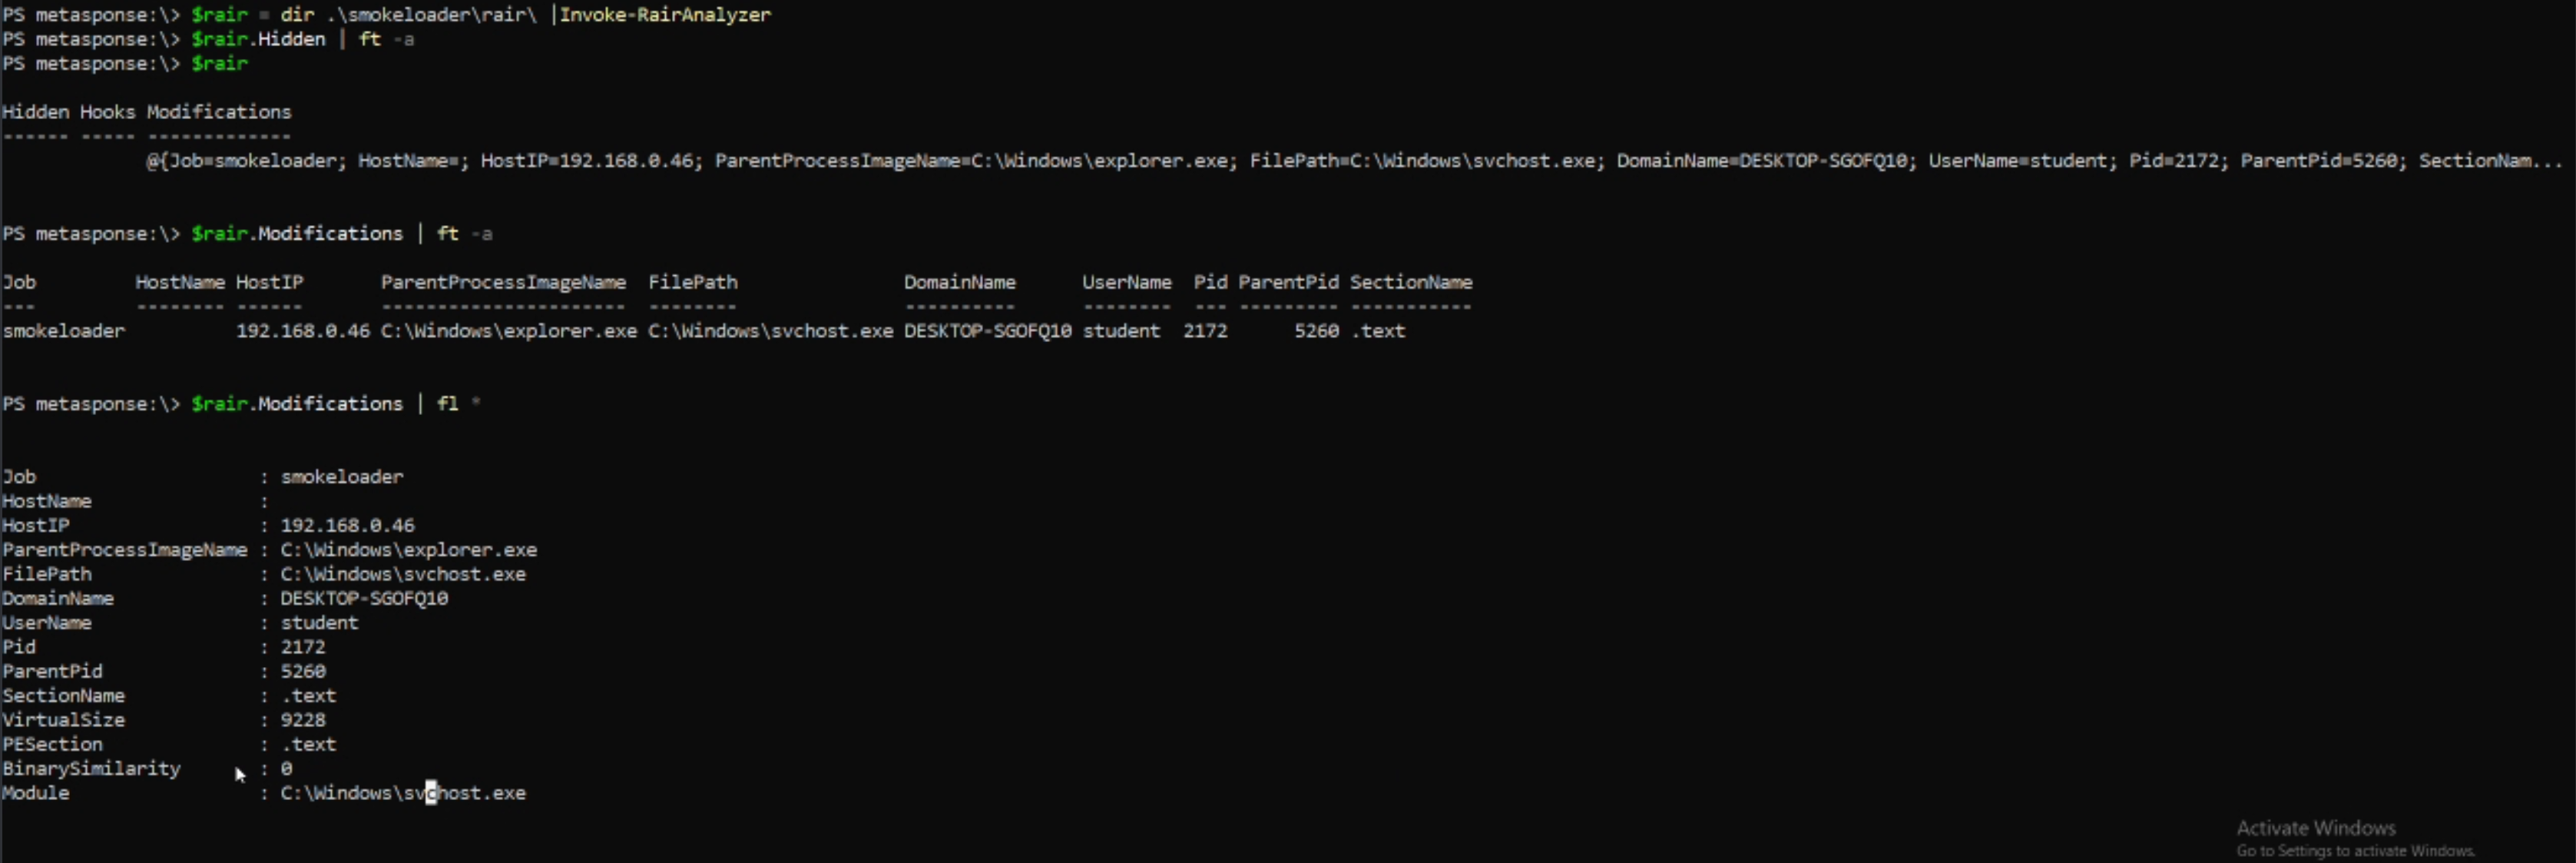 PS metasponse:\> $rair = dir .\smokeloader\rair\ |Invoke-RairAnalyzer
PS metasponse:\> $rair.Hidden | ft -a
PS metasponse:\> $rair
Hidden Hooks Modifications
------ ----- -------------
@{Job=smokeloader; HostName=; HostIP=192.168.0.46; ParentProcessImageName=C:\Windows\explorer.exe; FilePath=C:\Windows\svchost.exe; DomainName=DESKTOP-SGOFQ10; UserName=student; Pid=2172; ParentPid=5260; SectionNam...
PS metasponse:\> $rair.Modifications | ft -a
Job HostName HostIP ParentProcessImageName FilePath DomainName UserName Pid ParentPid SectionName
--- -------- ------ ---------------------- -------- ---------- -------- --- --------- -----------
smokeloader 192.168.0.46 C:\Windows\explorer.exe C:\Windows\svchost.exe DESKTOP-SGOFQ10 student 2172 5260 .text
PS metasponse:\> $rair.Modifications | fl *
Job : smokeloader
HostName :
HostIP : 192.168.0.46
ParentProcessImageName : C:\Windows\explorer.exe
FilePath : C:\Windows\svchost.exe
DomainName : DESKTOP-SGOFQ10
UserName : student
Pid : 2172
ParentPid : 5260
SectionName : .text
VirtualSize : 9228
PESection : .text
BinarySimilarity : 0
Module : C:\Windows\svchost.exe
Activate Windows
Go to Settings to activate Windows.